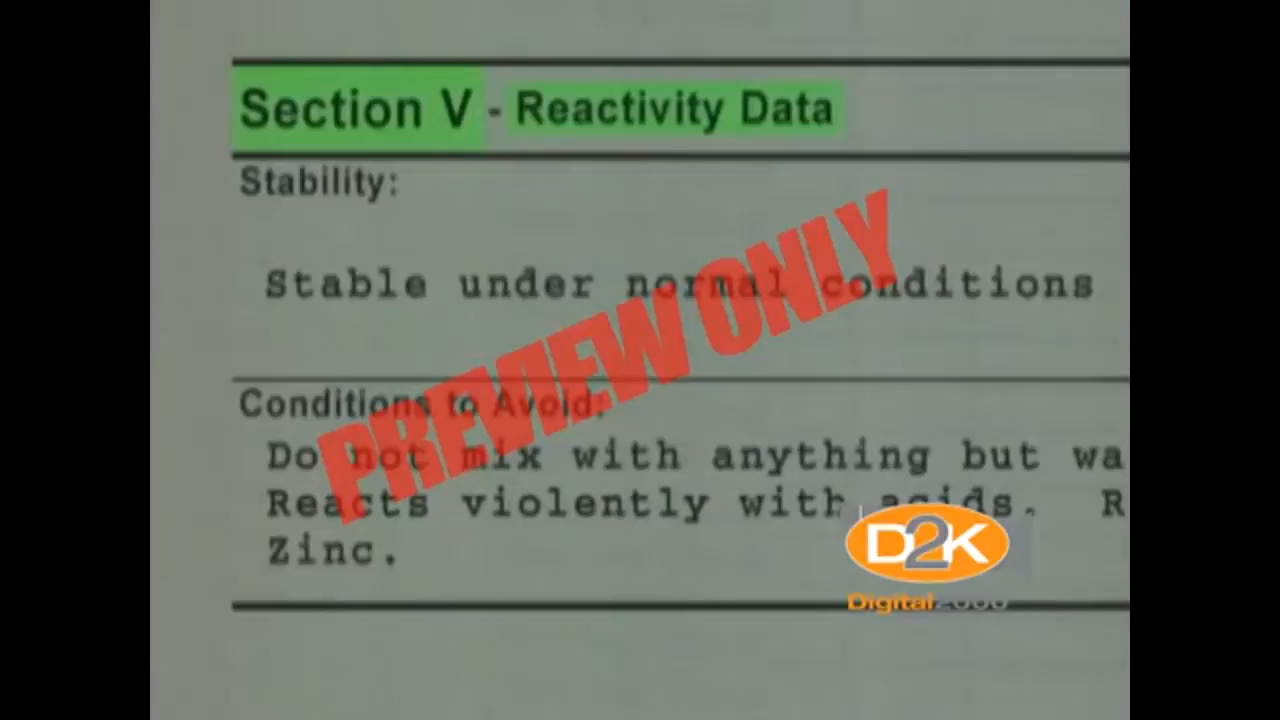 Section V - Reactivity Data
Stability:
Stable under normal conditions
Conditions to Avoid:
Do not mix with anything but wa
Reacts violently with acids. R
Zinc.
PREVIEW ONLY
D2K
Digital2000